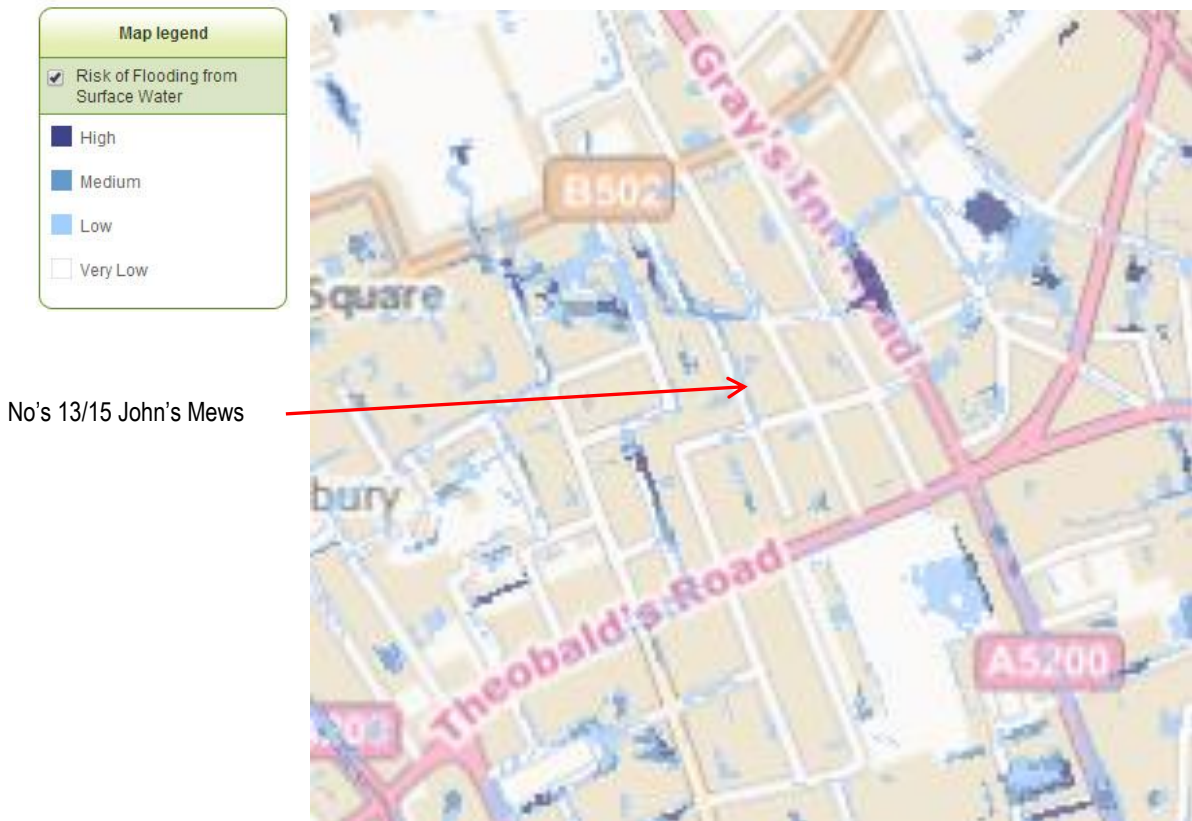 Map legend
Risk of Flooding from
Surface Water
High
Medium
Low
Very Low
Gray's Inn Road
B502
Square
No's 13/15 John's Mews
bury
Theobald's Road
A5200